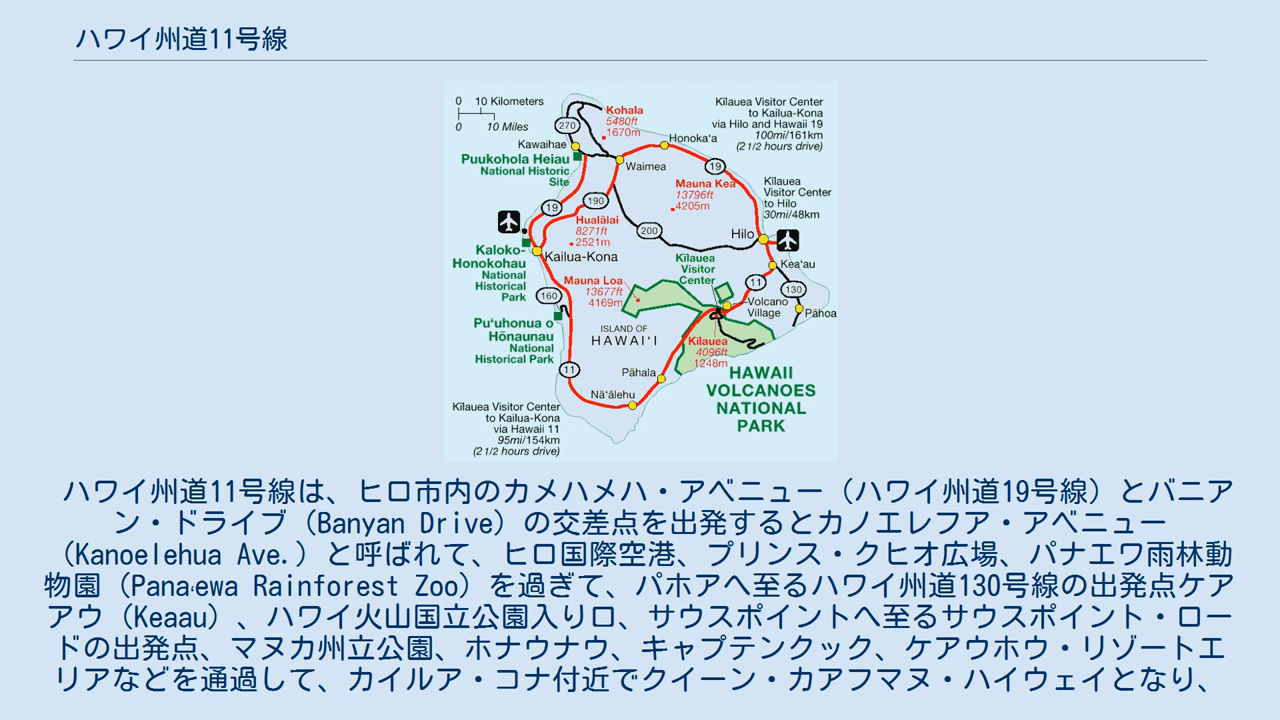 ハワイ州道11号線
0 10 Kilometers
0 10 Miles
Kohala
5480ft
1670m
Kīlauea Visitor Center
to Kailua-Kona
via Hilo and Hawaii 19
100mi/161km
(2 1/2 hours drive)
270
Kawaihae
Honoka‘a
Puukohola Heiau
National Historic
Site
Waimea
19
Mauna Kea
13796ft
4205m
Kīlauea
Visitor Center
to Hilo
30mi/48km
190
19
Hualālai
8271ft
2521m
200
Hilo
Kaloko-
Honokohau
National
Historical
Park
Kailua-Kona
Kīlauea
Visitor
Center
Kea‘au
Mauna Loa
13677ft
4169m
11
130
160
Volcano
Village
Pāhoa
Pu‘uhonua o
Hōnaunau
National
Historical Park
ISLAND OF
HAWAI‘I
Kīlauea
4096ft
1248m
11
Pāhala
HAWAII
VOLCANOES
NATIONAL
PARK
Nā‘ālehu
Kīlauea Visitor Center
to Kailua-Kona
via Hawaii 11
95mi/154km
(2 1/2 hours drive)
ハワイ州道11号線は、ヒロ市内のカメハメハ・アベニュー（ハワイ州道19号線）とバニア
ン・ドライブ（Banyan Drive）の交差点を出発するとカノエレフア・アベニュー
（Kanoelehua Ave.）と呼ばれて、ヒロ国際空港、プリンス・クヒオ広場、パナエワ雨林動
物園（Pana‘ewa Rainforest Zoo）を過ぎて、パホアへ至るハワイ州道130号線の出発点ケア
アウ（Keaau）、ハワイ火山国立公園入り口、サウスポイントへ至るサウスポイント・ロー
ドの出発点、マヌカ州立公園、ホナウナウ、キャプテンクック、ケアウホウ・リゾートエ
リアなどを通過して、カイルア・コナ付近でクイーン・カアフマヌ・ハイウェイとなり、